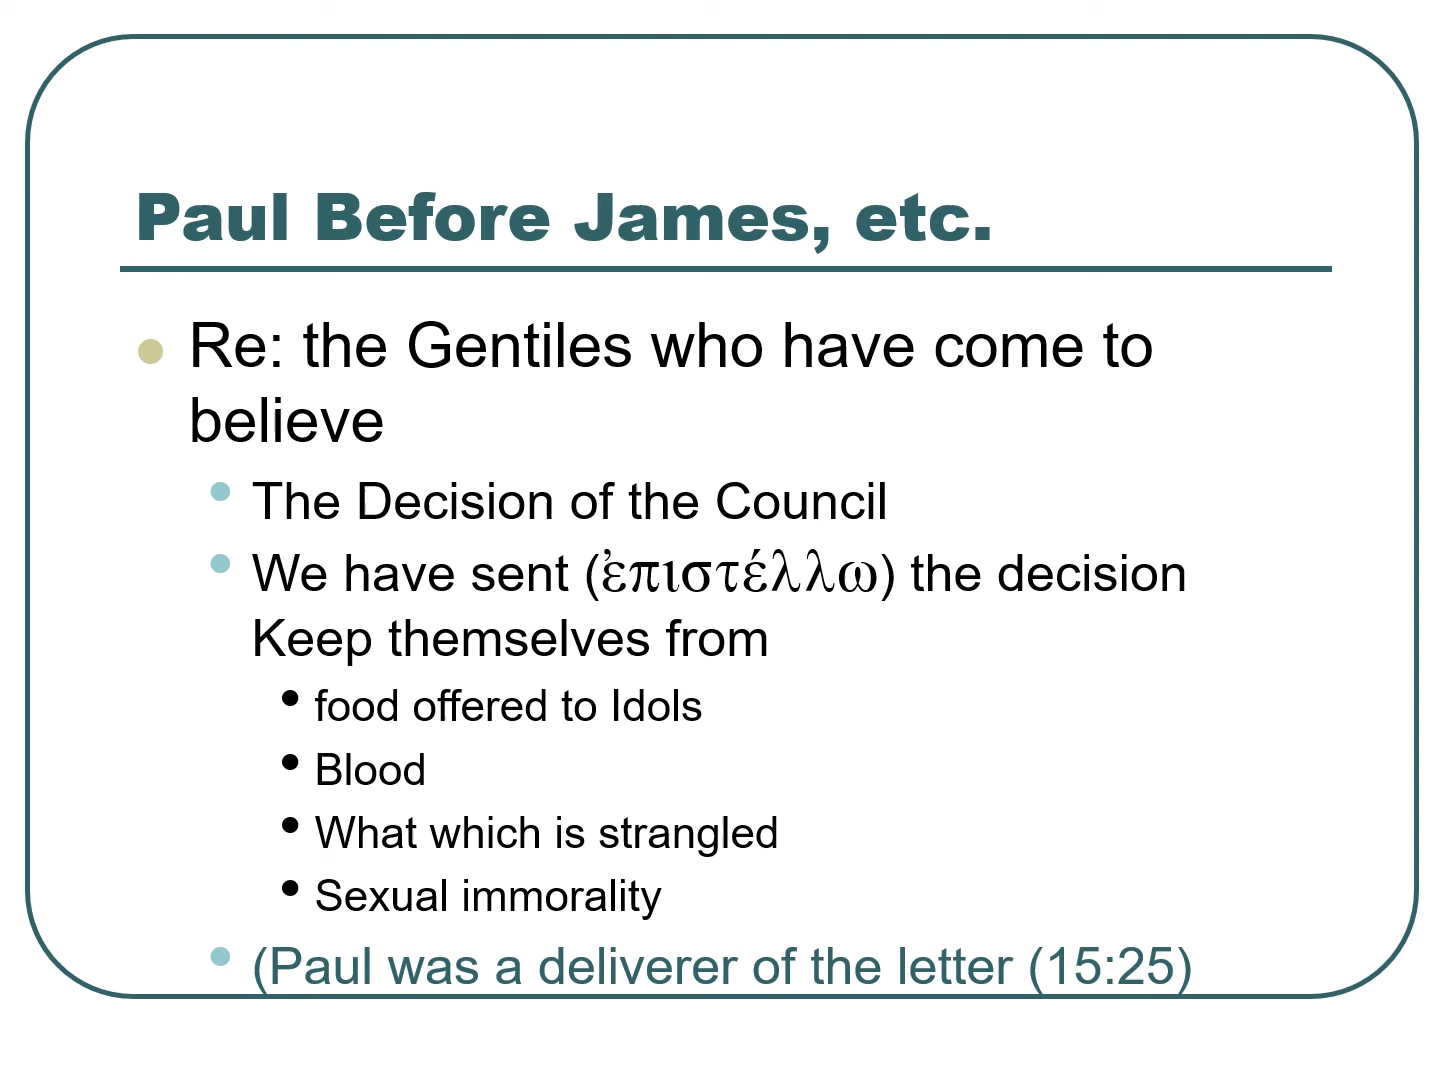 Paul Before James, etc.
Re: the Gentiles who have come to
believe
The Decision of the Council
We have sent (ἐπιστέλλω) the decision
Keep themselves from
food offered to Idols
Blood
What which is strangled
Sexual immorality
(Paul was a deliverer of the letter (15:25)